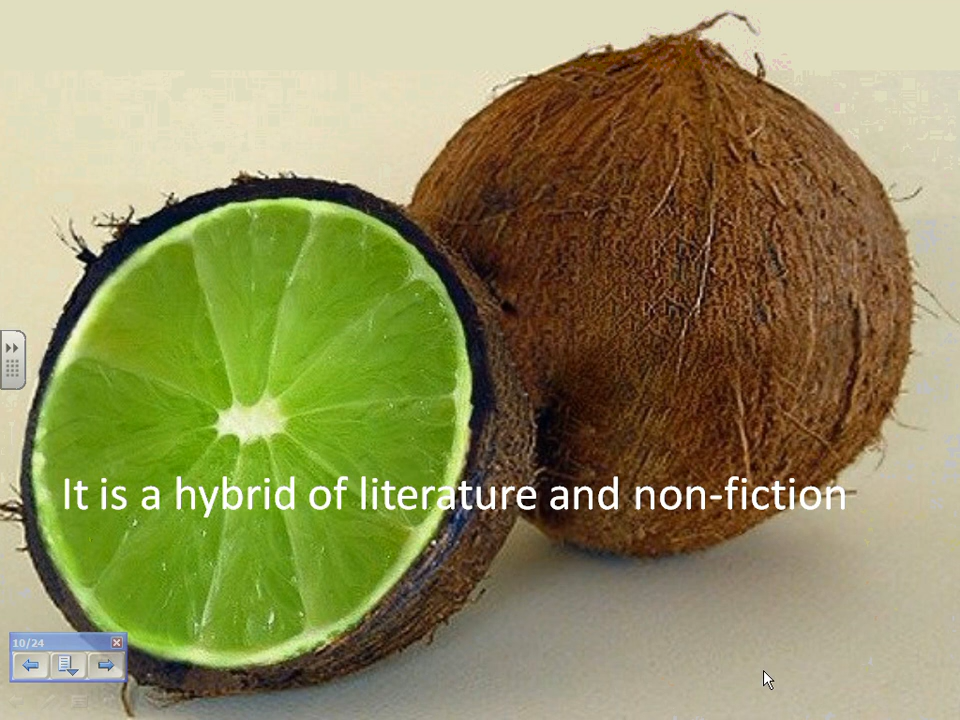 It is a hybrid of literature and non-fiction
10/24